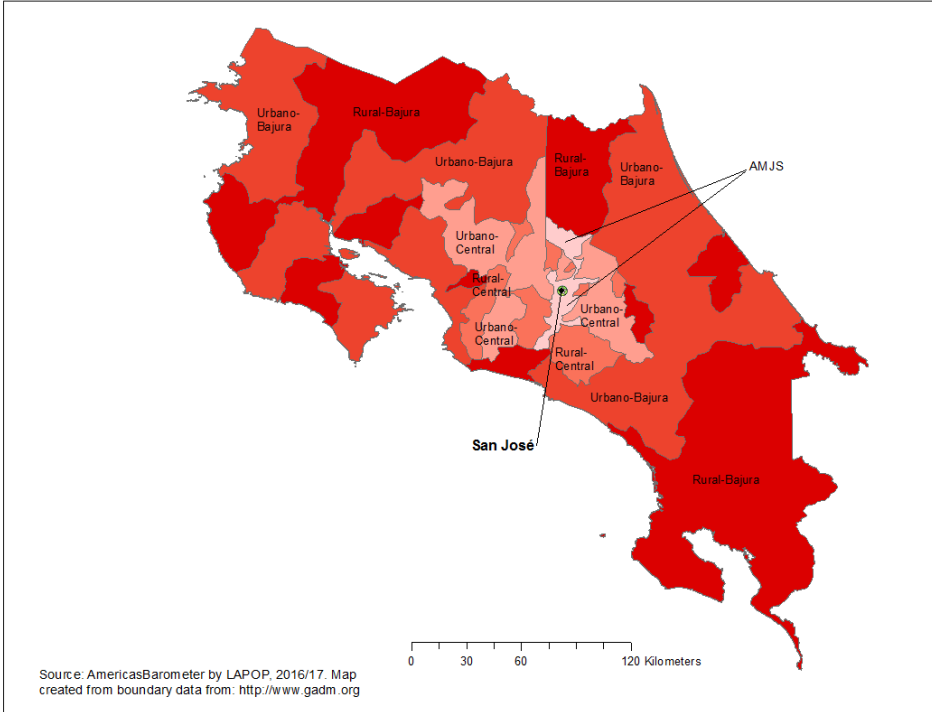 Urbano-
Bajura
Rural-Bajura
Urbano-Bajura
Rural-
Bajura
Urbano-
Bajura
AMJS
Urbano-
Central
Rural-
Central
Urbano-
Central
Urbano-
Central
Rural-
Central
Urbano-Bajura
San José
Rural-Bajura
0 30 60 120 Kilometers
Source: AmericasBarometer by LAPOP, 2016/17. Map
created from boundary data from: http://www.gadm.org